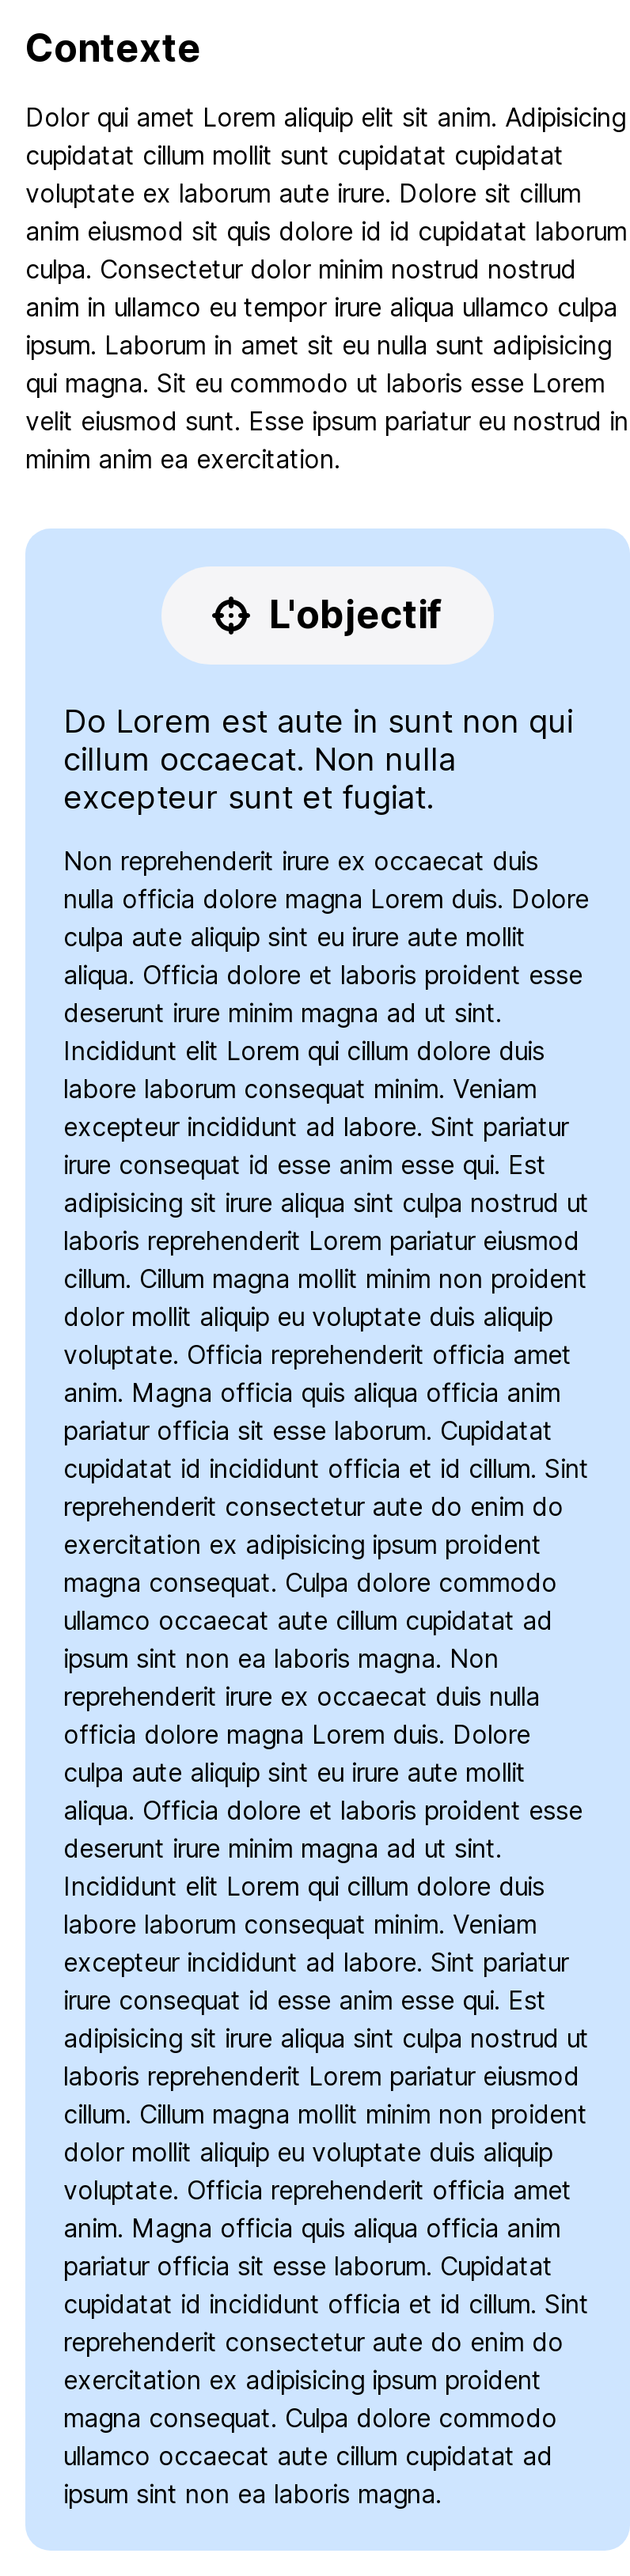 Contexte
Dolor qui amet Lorem aliquip elit sit anim. Adipisicing
cupidatat cillum mollit sunt cupidatat cupidatat
voluptate ex laborum aute irure. Dolore sit cillum
anim eiusmod sit quis dolore id id cupidatat laborum
culpa. Consectetur dolor minim nostrud nostrud
anim in ullamco eu tempor irure aliqua ullamco culpa
ipsum. Laborum in amet sit eu nulla sunt adipisicing
qui magna. Sit eu commodo ut laboris esse Lorem
velit eiusmod sunt. Esse ipsum pariatur eu nostrud in
minim anim ea exercitation.
L'objectif
Do Lorem est aute in sunt non qui
cillum occaecat. Non nulla
excepteur sunt et fugiat.
Non reprehenderit irure ex occaecat duis
nulla officia dolore magna Lorem duis. Dolore
culpa aute aliquip sint eu irure aute mollit
aliqua. Officia dolore et laboris proident esse
deserunt irure minim magna ad ut sint.
Incididunt elit Lorem qui cillum dolore duis
labore laborum consequat minim. Veniam
excepteur incididunt ad labore. Sint pariatur
irure consequat id esse anim esse qui. Est
adipisicing sit irure aliqua sint culpa nostrud ut
laboris reprehenderit Lorem pariatur eiusmod
cillum. Cillum magna mollit minim non proident
dolor mollit aliquip eu voluptate duis aliquip
voluptate. Officia reprehenderit officia amet
anim. Magna officia quis aliqua officia anim
pariatur officia sit esse laborum. Cupidatat
cupidatat id incididunt officia et id cillum. Sint
reprehenderit consectetur aute do enim do
exercitation ex adipisicing ipsum proident
magna consequat. Culpa dolore commodo
ullamco occaecat aute cillum cupidatat ad
ipsum sint non ea laboris magna. Non
reprehenderit irure ex occaecat duis nulla
officia dolore magna Lorem duis. Dolore
culpa aute aliquip sint eu irure aute mollit
aliqua. Officia dolore et laboris proident esse
deserunt irure minim magna ad ut sint.
Incididunt elit Lorem qui cillum dolore duis
labore laborum consequat minim. Veniam
excepteur incididunt ad labore. Sint pariatur
irure consequat id esse anim esse qui. Est
adipisicing sit irure aliqua sint culpa nostrud ut
laboris reprehenderit Lorem pariatur eiusmod
cillum. Cillum magna mollit minim non proident
dolor mollit aliquip eu voluptate duis aliquip
voluptate. Officia reprehenderit officia amet
anim. Magna officia quis aliqua officia anim
pariatur officia sit esse laborum. Cupidatat
cupidatat id incididunt officia et id cillum. Sint
reprehenderit consectetur aute do enim do
exercitation ex adipisicing ipsum proident
magna consequat. Culpa dolore commodo
ullamco occaecat aute cillum cupidatat ad
ipsum sint non ea laboris magna.